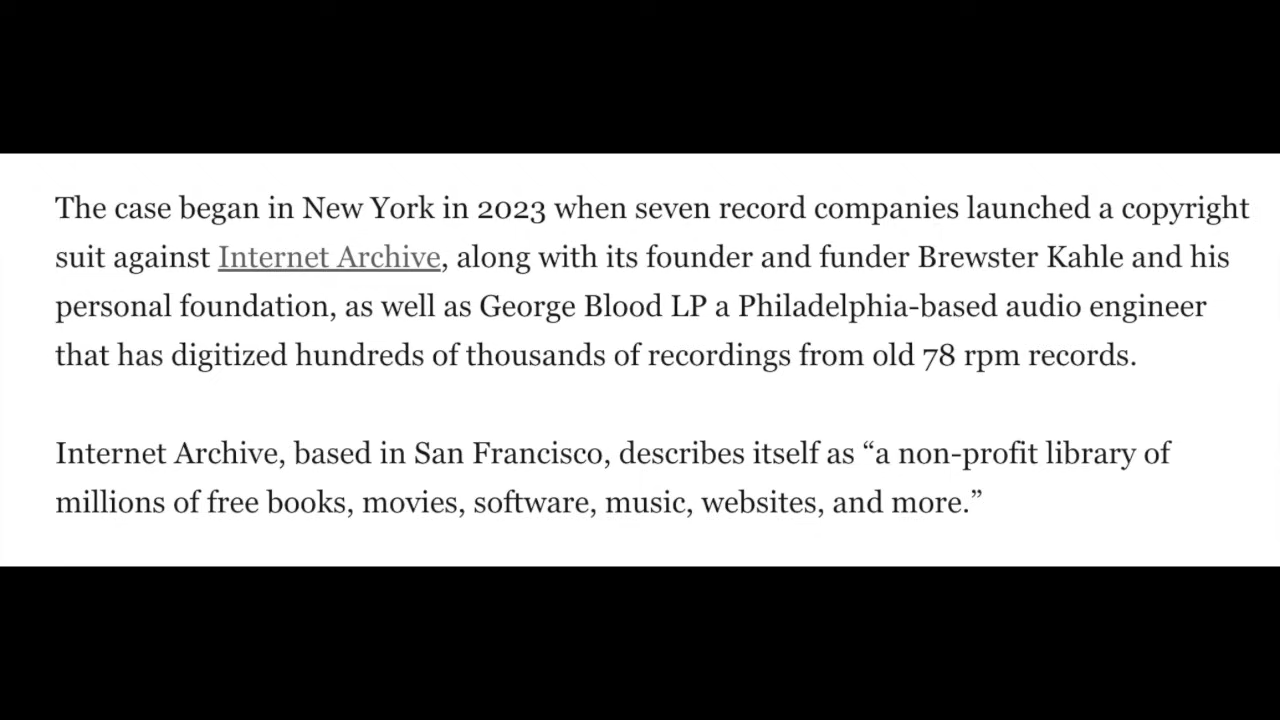 The case began in New York in 2023 when seven record companies launched a copyright
suit against Internet Archive, along with its founder and funder Brewster Kahle and his
personal foundation, as well as George Blood LP a Philadelphia-based audio engineer
that has digitized hundreds of thousands of recordings from old 78 rpm records.
Internet Archive, based in San Francisco, describes itself as “a non-profit library of
millions of free books, movies, software, music, websites, and more.”